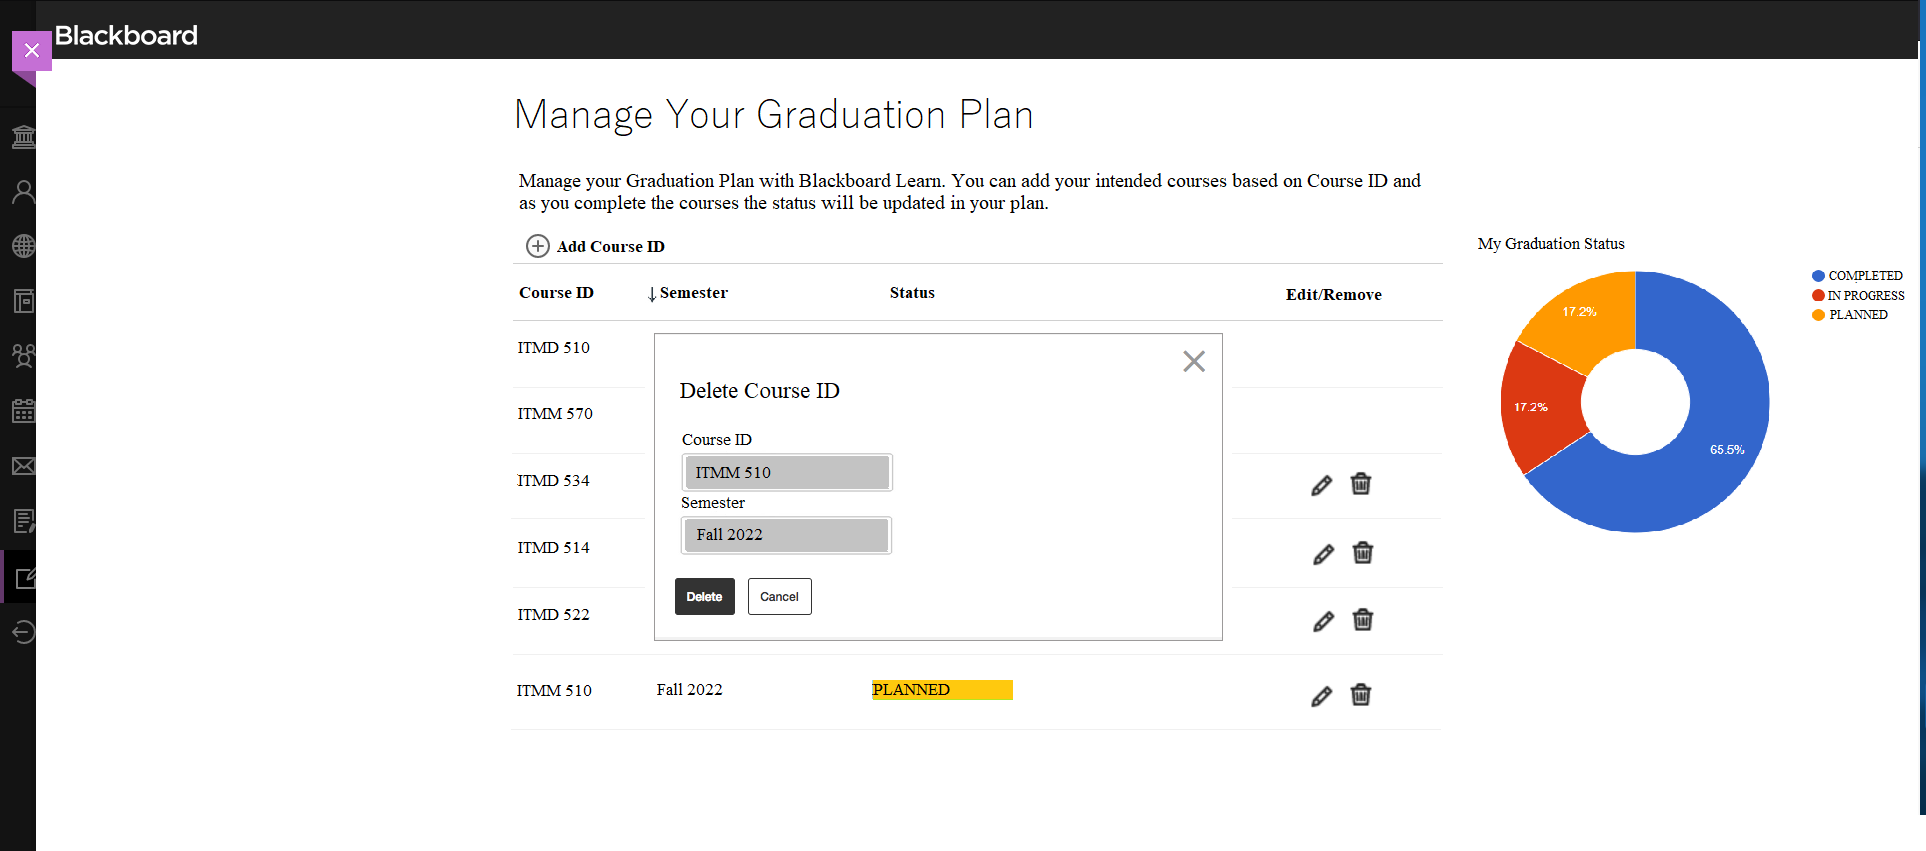 Blackboard
Manage Your Graduation Plan
Manage your Graduation Plan with Blackboard Learn. You can add your intended courses based on Course ID and
as you complete the courses the status will be updated in your plan.
Add Course ID
Course ID ↓ Semester Status Edit/Remove
ITMD 510
ITMM 570
ITMD 534
ITMD 514
ITMD 522
ITMM 510 Fall 2022 PLANNED
Delete Course ID
Course ID
ITMM 510
Semester
Fall 2022
Delete Cancel
My Graduation Status
COMPLETED
IN PROGRESS
PLANNED
17.2%
17.2%
65.5%